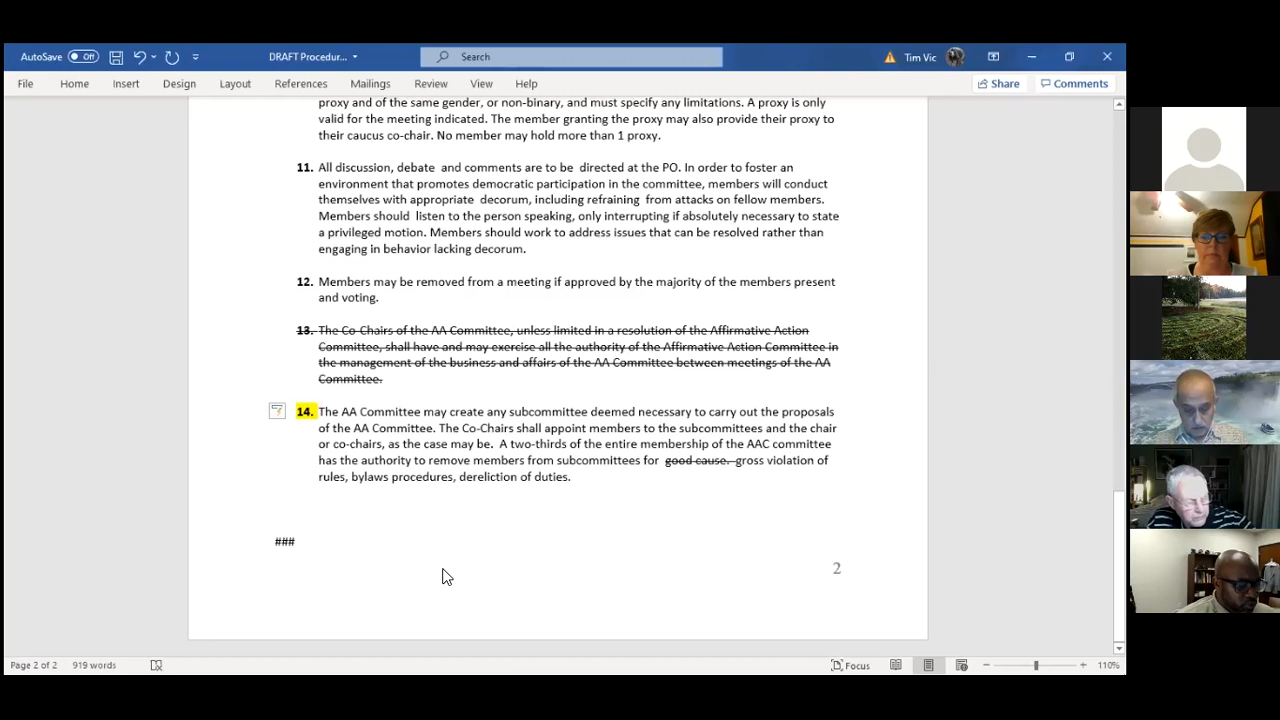 AutoSave Off DRAFT Procedur... Search Tim Vic
File Home Insert Design Layout References Mailings Review View Help Share Comments
proxy and of the same gender, or non-binary, and must specify any limitations. A proxy is only
valid for the meeting indicated. The member granting the proxy may also provide their proxy to
their caucus co-chair. No member may hold more than 1 proxy.
11. All discussion, debate and comments are to be directed at the PO. In order to foster an
environment that promotes democratic participation in the committee, members will conduct
themselves with appropriate decorum, including refraining from attacks on fellow members.
Members should listen to the person speaking, only interrupting if absolutely necessary to state
a privileged motion. Members should work to address issues that can be resolved rather than
engaging in behavior lacking decorum.
12. Members may be removed from a meeting if approved by the majority of the members present
and voting.
13. The Co-Chairs of the AA Committee, unless limited in a resolution of the Affirmative Action
Committee, shall have and may exercise all the authority of the Affirmative Action Committee in
the management of the business and affairs of the AA Committee between meetings of the AA
Committee.
14. The AA Committee may create any subcommittee deemed necessary to carry out the proposals
of the AA Committee. The Co-Chairs shall appoint members to the subcommittees and the chair
or co-chairs, as the case may be. A two-thirds of the entire membership of the AAC committee
has the authority to remove members from subcommittees for good cause. gross violation of
rules, bylaws procedures, dereliction of duties.
###
2
Page 2 of 2 919 words Focus 110%